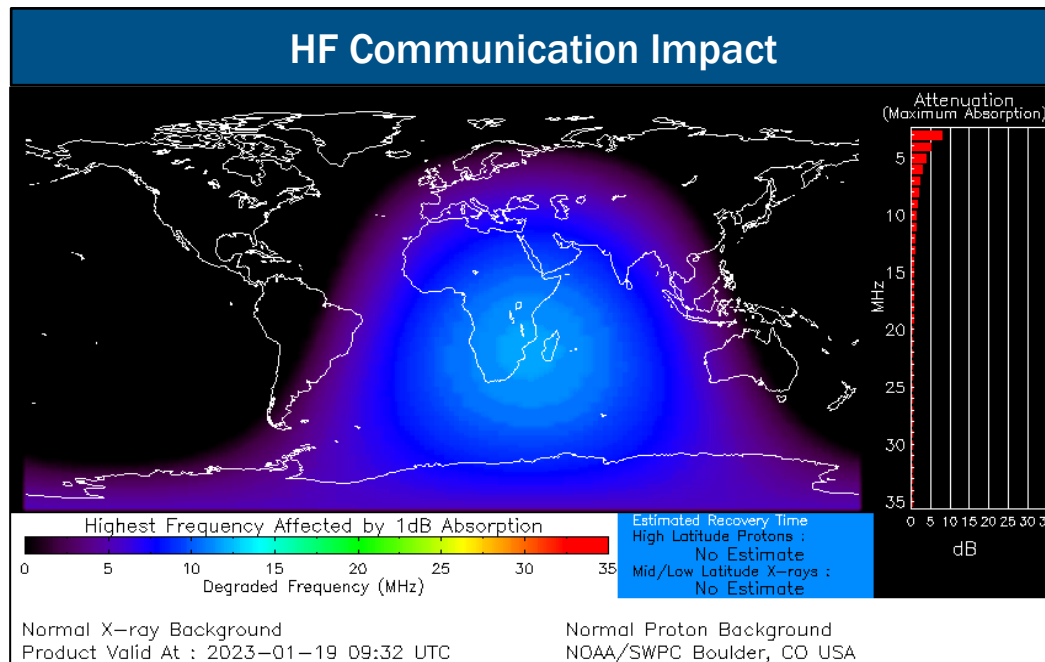 HF Communication Impact
Attenuation
(Maximum Absorption)
5
10
15
MHz
20
25
30
35
0 5 10 15 20 25 30 3
dB
Highest Frequency Affected by 1dB Absorption
0 5 10 15 20 25 30 35
Degraded Frequency (MHz)
Estimated Recovery Time
High Latitude Protons :
No Estimate
Mid/Low Latitude X-rays :
No Estimate
Normal X-ray Background
Product Valid At : 2023-01-19 09:32 UTC
Normal Proton Background
NOAA/SWPC Boulder, CO USA